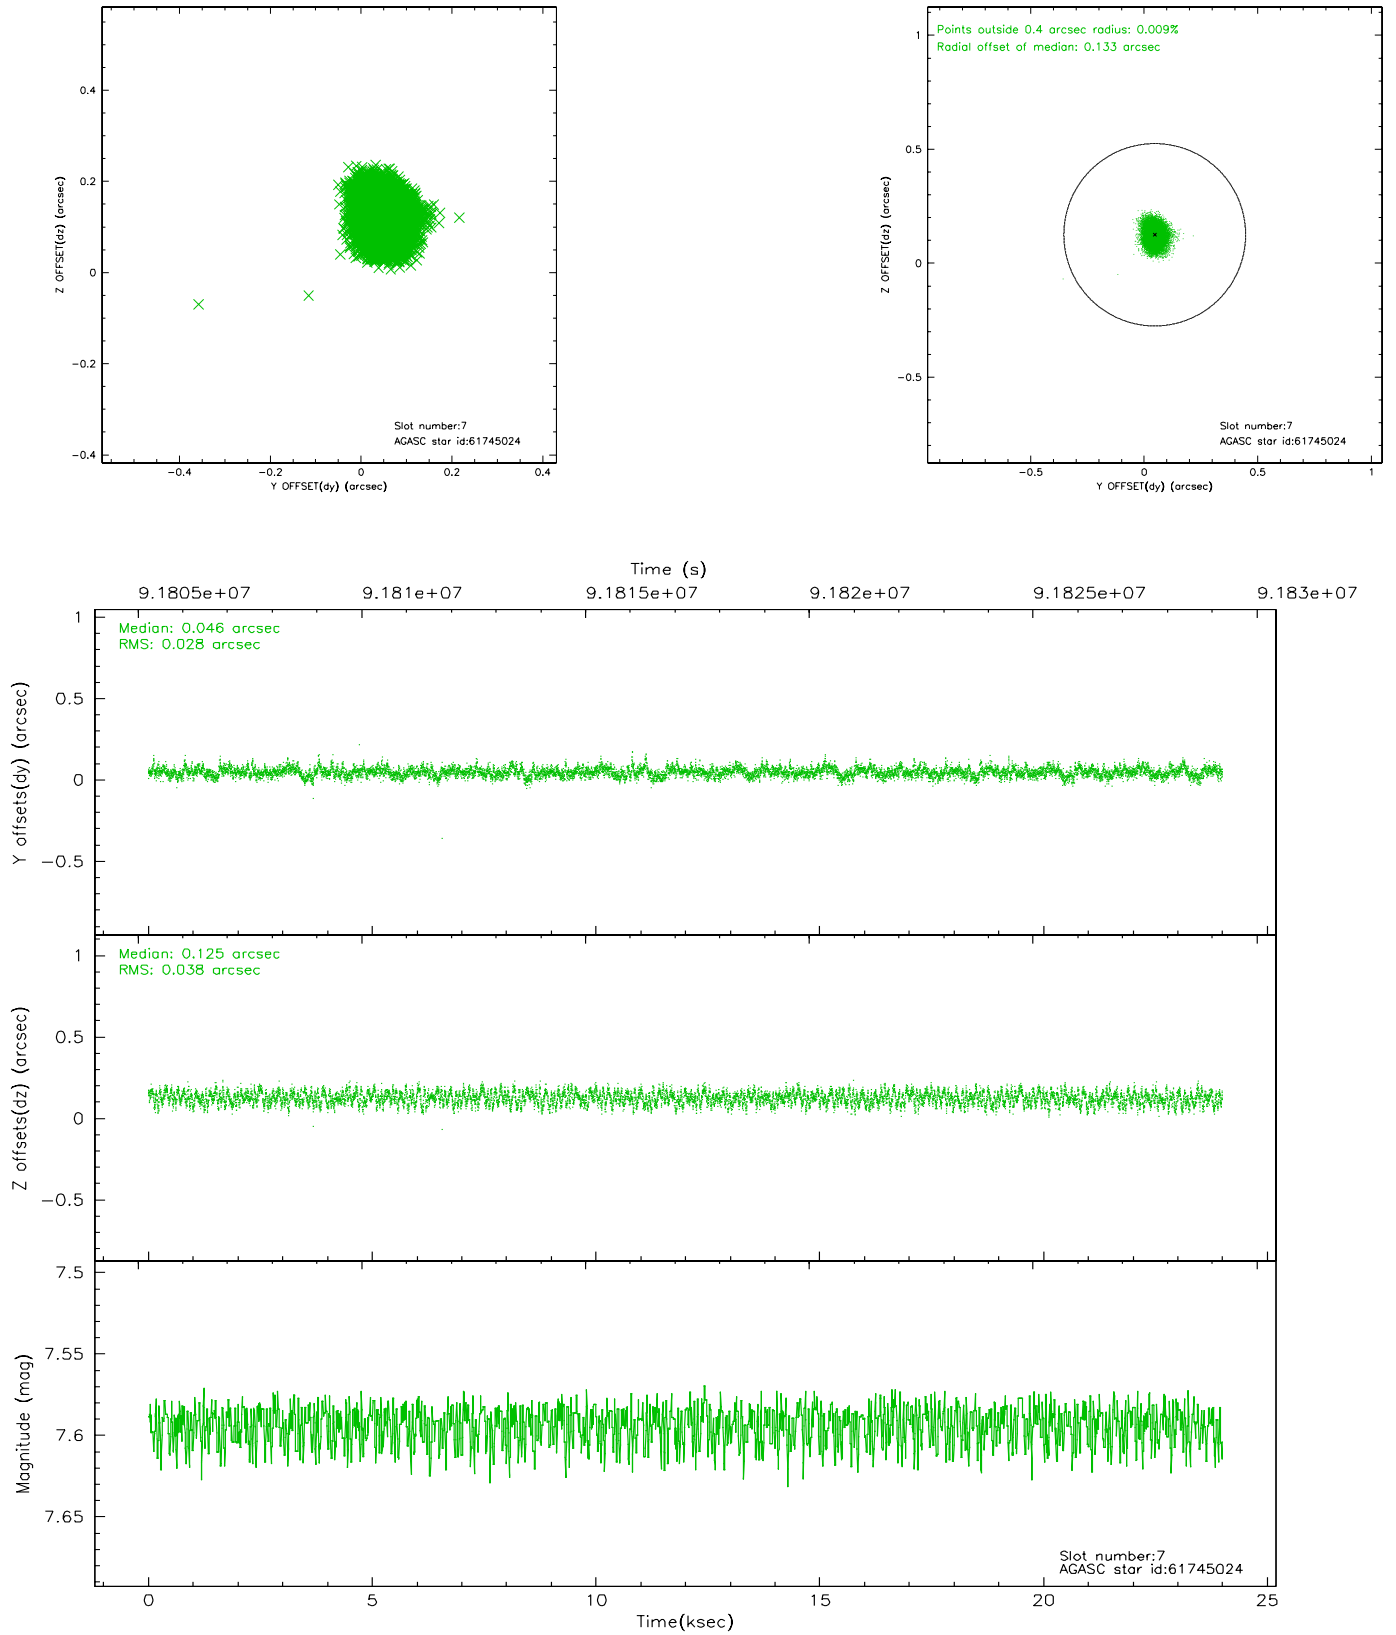 0.4
0.2
0
−0.2
−0.4
Z OFFSET(dz) (arcsec)
Slot number:7
AGASC star id:61745024
−0.4 −0.2 0 0.2 0.4
Y OFFSET(dy) (arcsec)
Points outside 0.4 arcsec radius: 0.009%
Radial offset of median: 0.133 arcsec
1
0.5
0
−0.5
Z OFFSET(dz) (arcsec)
Slot number:7
AGASC star id:61745024
−0.5 0 0.5 1
Y OFFSET(dy) (arcsec)
Time (s)
9.1805e+07 9.181e+07 9.1815e+07 9.182e+07 9.1825e+07 9.183e+07
Median: 0.046 arcsec
RMS: 0.028 arcsec
1
0.5
0
−0.5
Y offsets(dy) (arcsec)
Median: 0.125 arcsec
RMS: 0.038 arcsec
1
0.5
0
−0.5
Z offsets(dz) (arcsec)
7.5
7.55
7.6
7.65
Magnitude (mag)
Slot number:7
AGASC star id:61745024
0 5 10 15 20 25
Time(ksec)